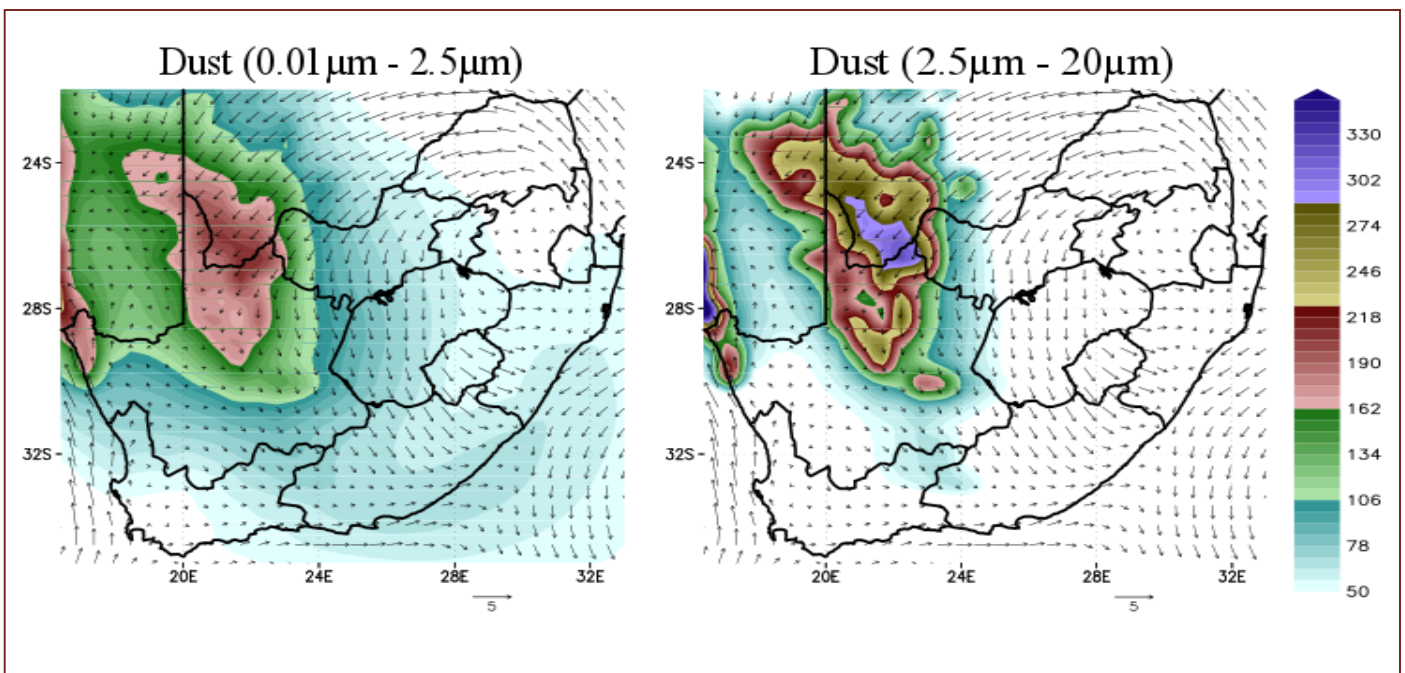 Dust (0.01µm - 2.5µm)
Dust (2.5µm - 20µm)
24S
28S
32S
20E
24E
28E
32E
5
24S
28S
32S
20E
24E
28E
32E
5
330
302
274
246
218
190
162
134
106
78
50